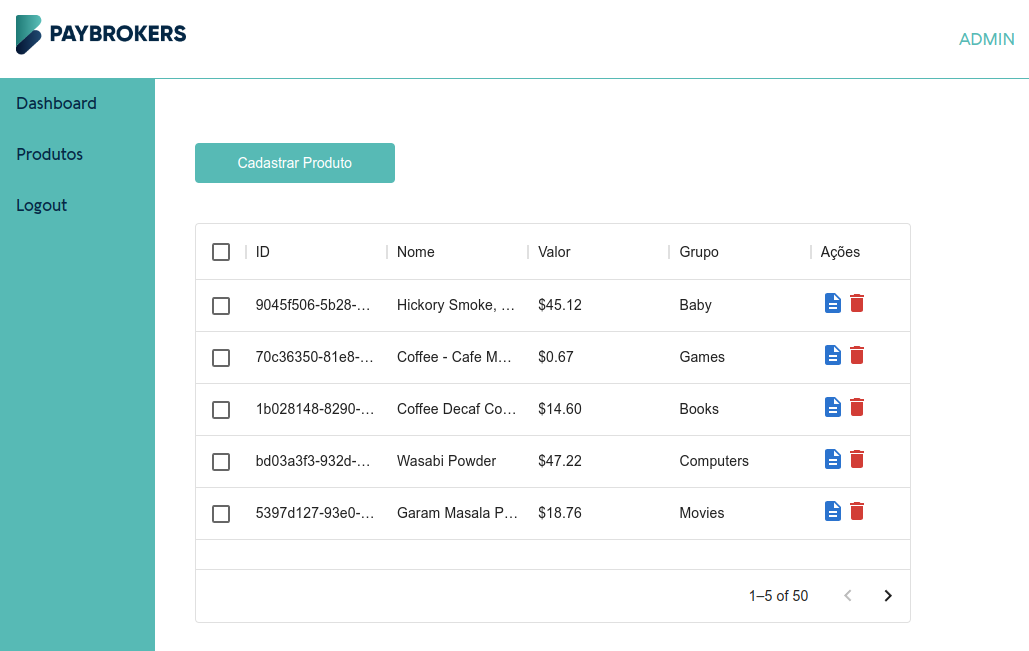 PAYBROKERS
ADMIN
Dashboard
Produtos
Logout
Cadastrar Produto
ID Nome Valor Grupo Ações
9045f506-5b28-... Hickory Smoke, ... $45.12 Baby
70c36350-81e8-... Coffee - Cafe M... $0.67 Games
1b028148-8290-... Coffee Decaf Co... $14.60 Books
bd03a3f3-932d-... Wasabi Powder $47.22 Computers
5397d127-93e0-... Garam Masala P... $18.76 Movies
1–5 of 50